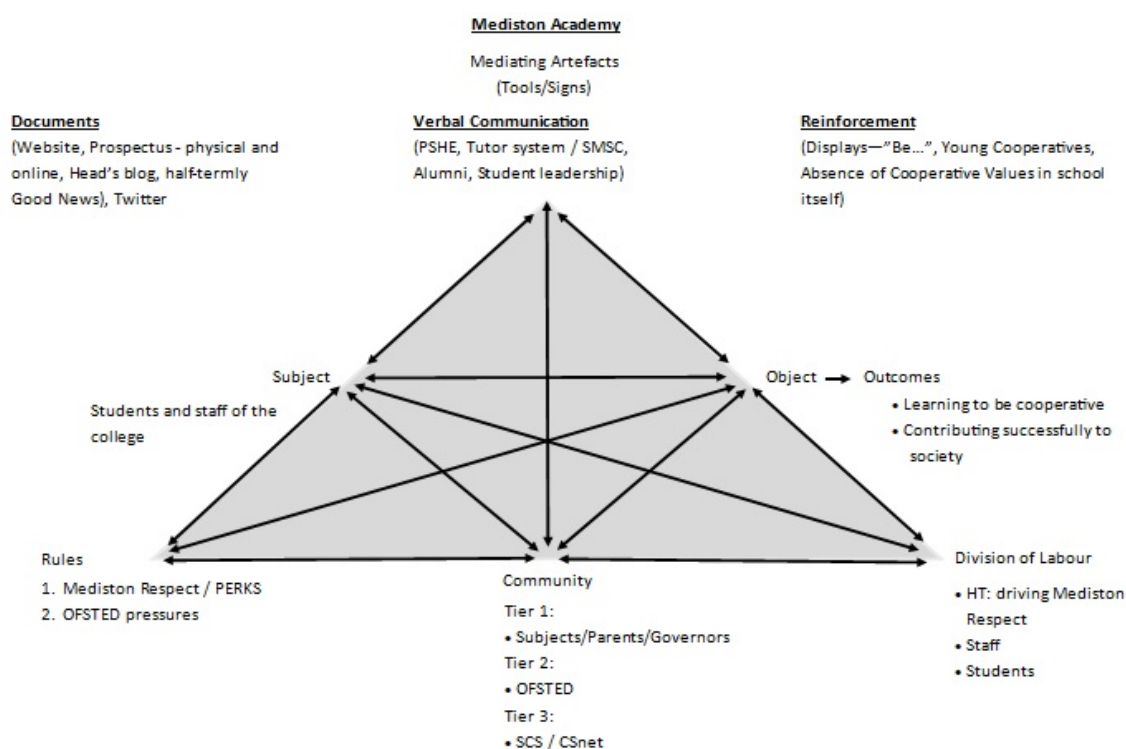 Mediston Academy
Mediating Artefacts
(Tools/Signs)
Documents
(Website, Prospectus - physical and
online, Head's blog, half-termly
Good News), Twitter
Verbal Communication
(PSHE, Tutor system / SMSC,
Alumni, Student leadership)
Reinforcement
(Displays—"Be...", Young Cooperatives,
Absence of Cooperative Values in school
itself)
Subject
Students and staff of the
college
Object
Outcomes
• Learning to be cooperative
• Contributing successfully to
society
Rules
1. Mediston Respect / PERKS
2. OFSTED pressures
Community
Tier 1:
• Subjects/Parents/Governors
Tier 2:
• OFSTED
Tier 3:
• SCS / CSnet
Division of Labour
• HT: driving Mediston
Respect
• Staff
• Students